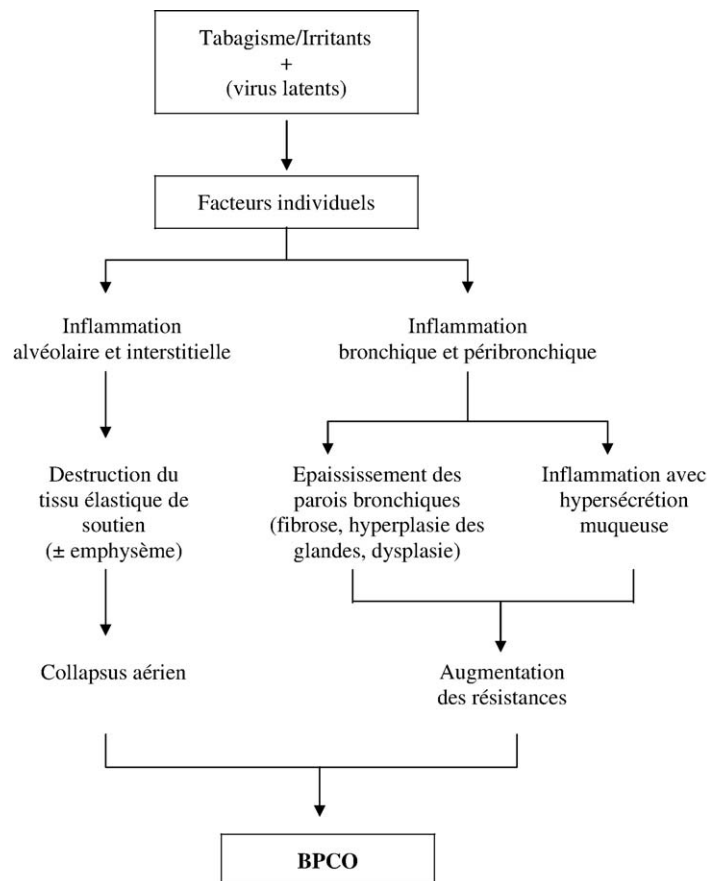 Tabagisme/Irritants
+
(virus latents)
Facteurs individuels
Inflammation
alvéolaire et interstitielle
Inflammation
bronchique et péribronchique
Destruction du
tissu élastique de
soutien
(± emphysème)
Epaississement des
parois bronchiques
(fibrose, hyperplasie des
glandes, dysplasie)
Inflammation avec
hypersécrétion
muqueuse
Collapsus aérien
Augmentation
des résistances
BPCO